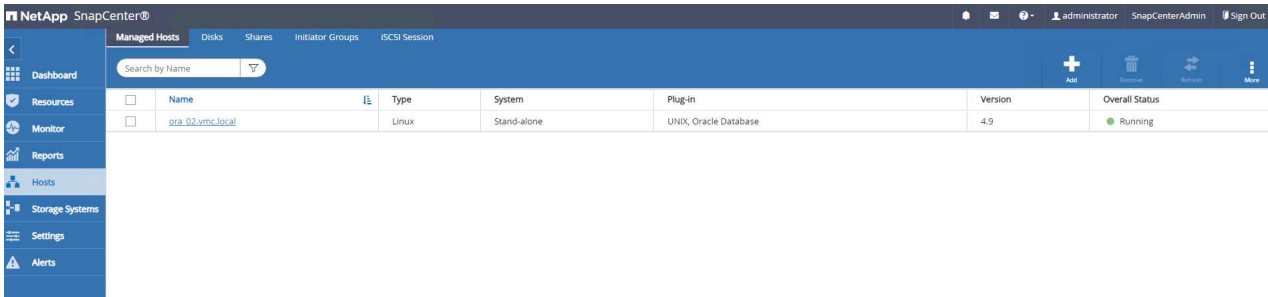 NetApp SnapCenter® administrator SnapCenterAdmin Sign Out
Managed Hosts Disks Shares Initiator Groups iSCSI Session
Search by Name
Add Remove Refresh More
Dashboard
Resources
Monitor
Reports
Hosts
Storage Systems
Settings
Alerts
Name Type System Plug-in Version Overall Status
ora_02.vmc.local Linux Stand-alone UNIX, Oracle Database 4.9 Running